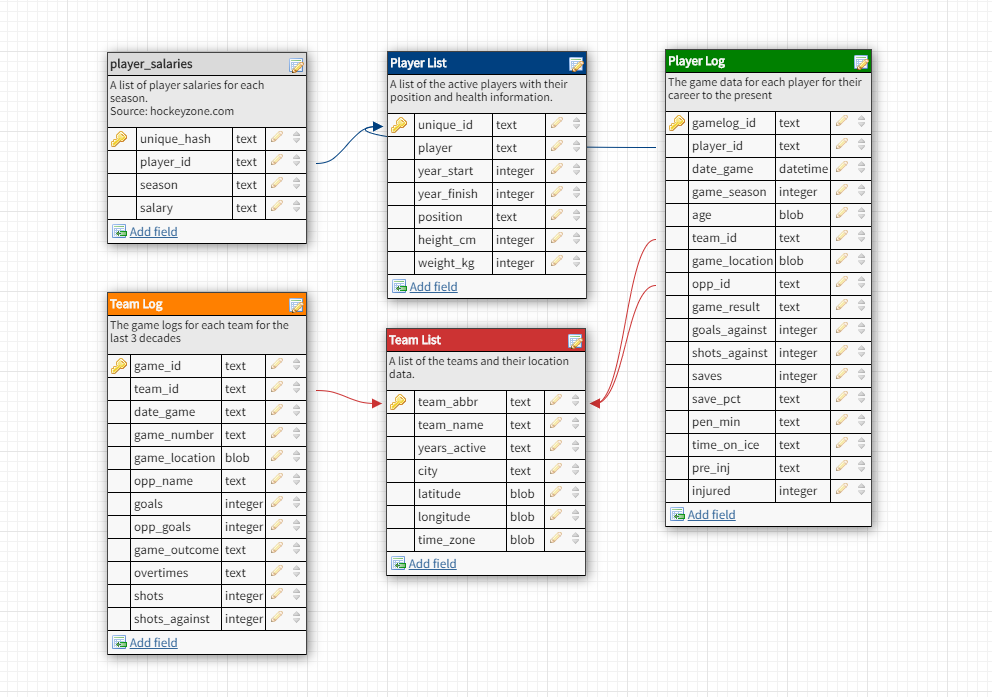 player_salaries
A list of player salaries for each
season.
Source: hockeyzone.com
unique_hash text
player_id text
season text
salary text
Add field
Player List
A list of the active players with their
position and health information.
unique_id text
player text
year_start integer
year_finish integer
position text
height_cm integer
weight_kg integer
Add field
Player Log
The game data for each player for their
career to the present
gamelog_id text
player_id text
date_game datetime
game_season integer
age blob
team_id text
game_location blob
opp_id text
game_result text
goals_against integer
shots_against integer
saves integer
save_pct text
pen_min text
time_on_ice text
pre_inj text
injured integer
Add field
Team Log
The game logs for each team for the
last 3 decades
game_id text
team_id text
date_game text
game_number text
game_location blob
opp_name text
goals integer
opp_goals integer
game_outcome text
overtimes text
shots integer
shots_against integer
Add field
Team List
A list of the teams and their location
data.
team_abbr text
team_name text
years_active text
city text
latitude blob
longitude blob
time_zone blob
Add field